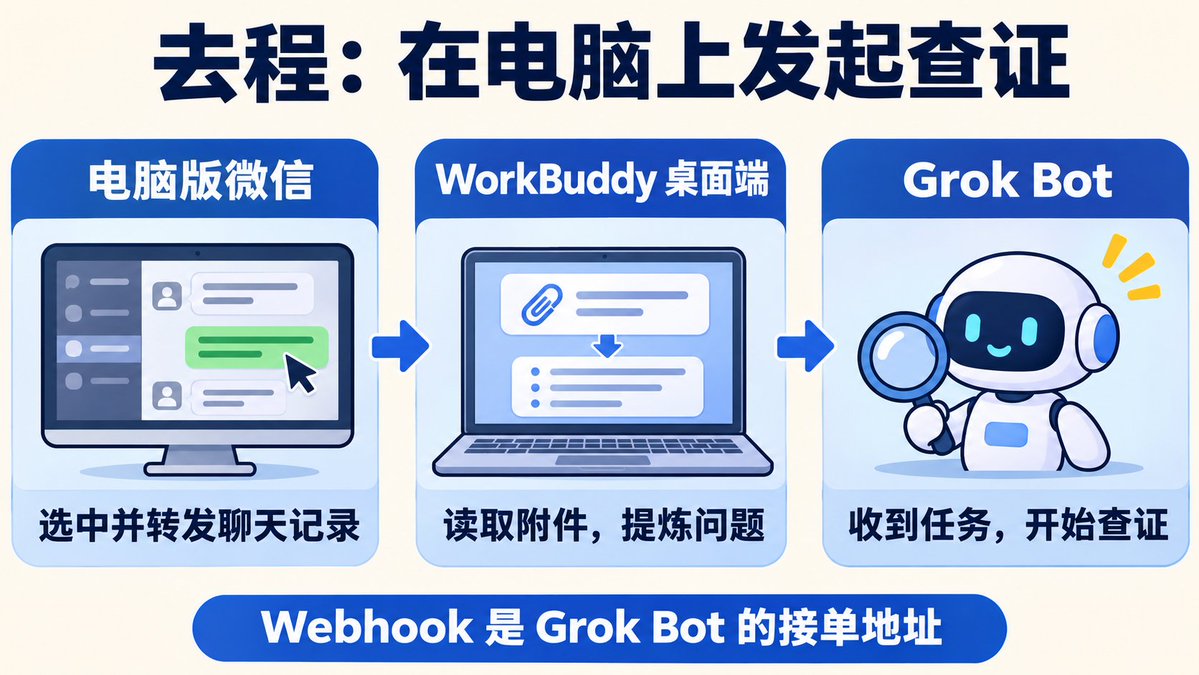 去程：在电脑上发起查证
电脑版微信
WorkBuddy 桌面端
Grok Bot
选中并转发聊天记录
读取附件，提炼问题
收到任务，开始查证
Webhook 是 Grok Bot 的接单地址